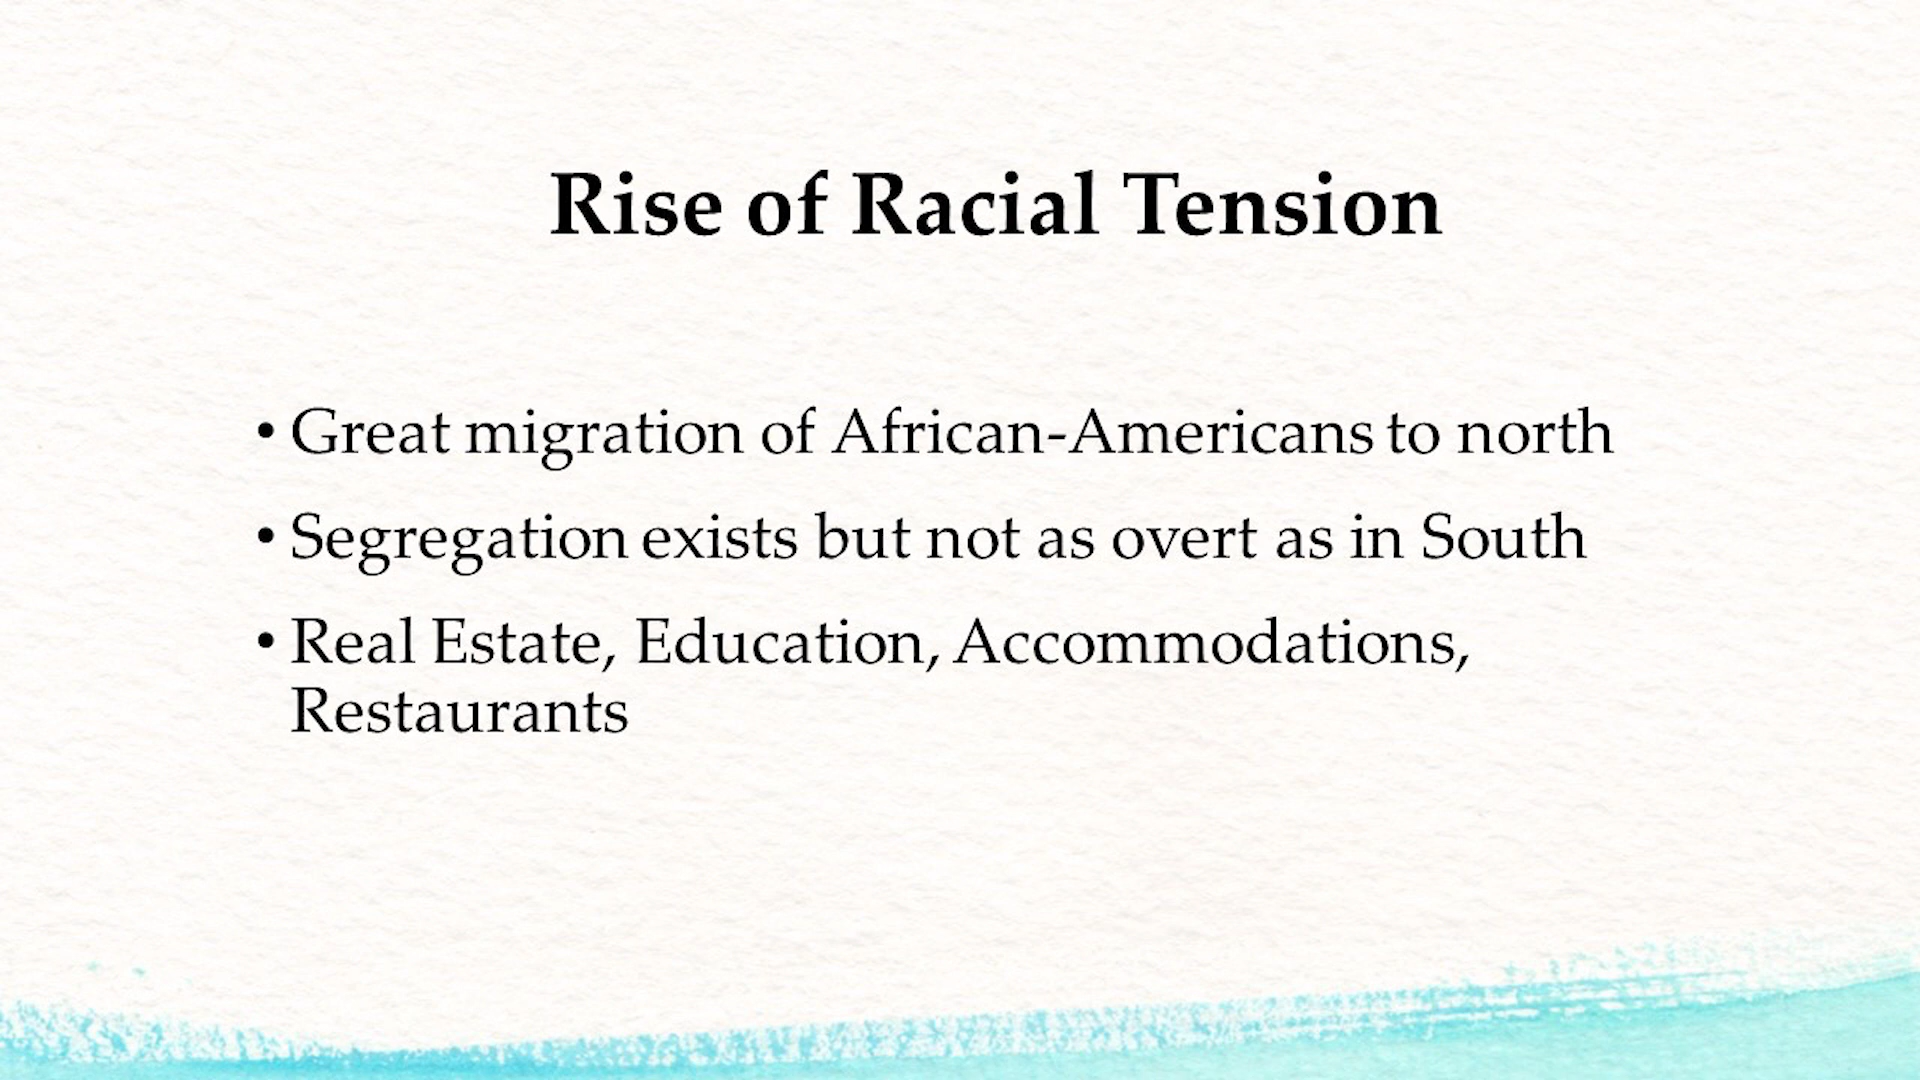 Rise of Racial Tension
• Great migration of African-Americans to north
• Segregation exists but not as overt as in South
• Real Estate, Education, Accommodations,
Restaurants